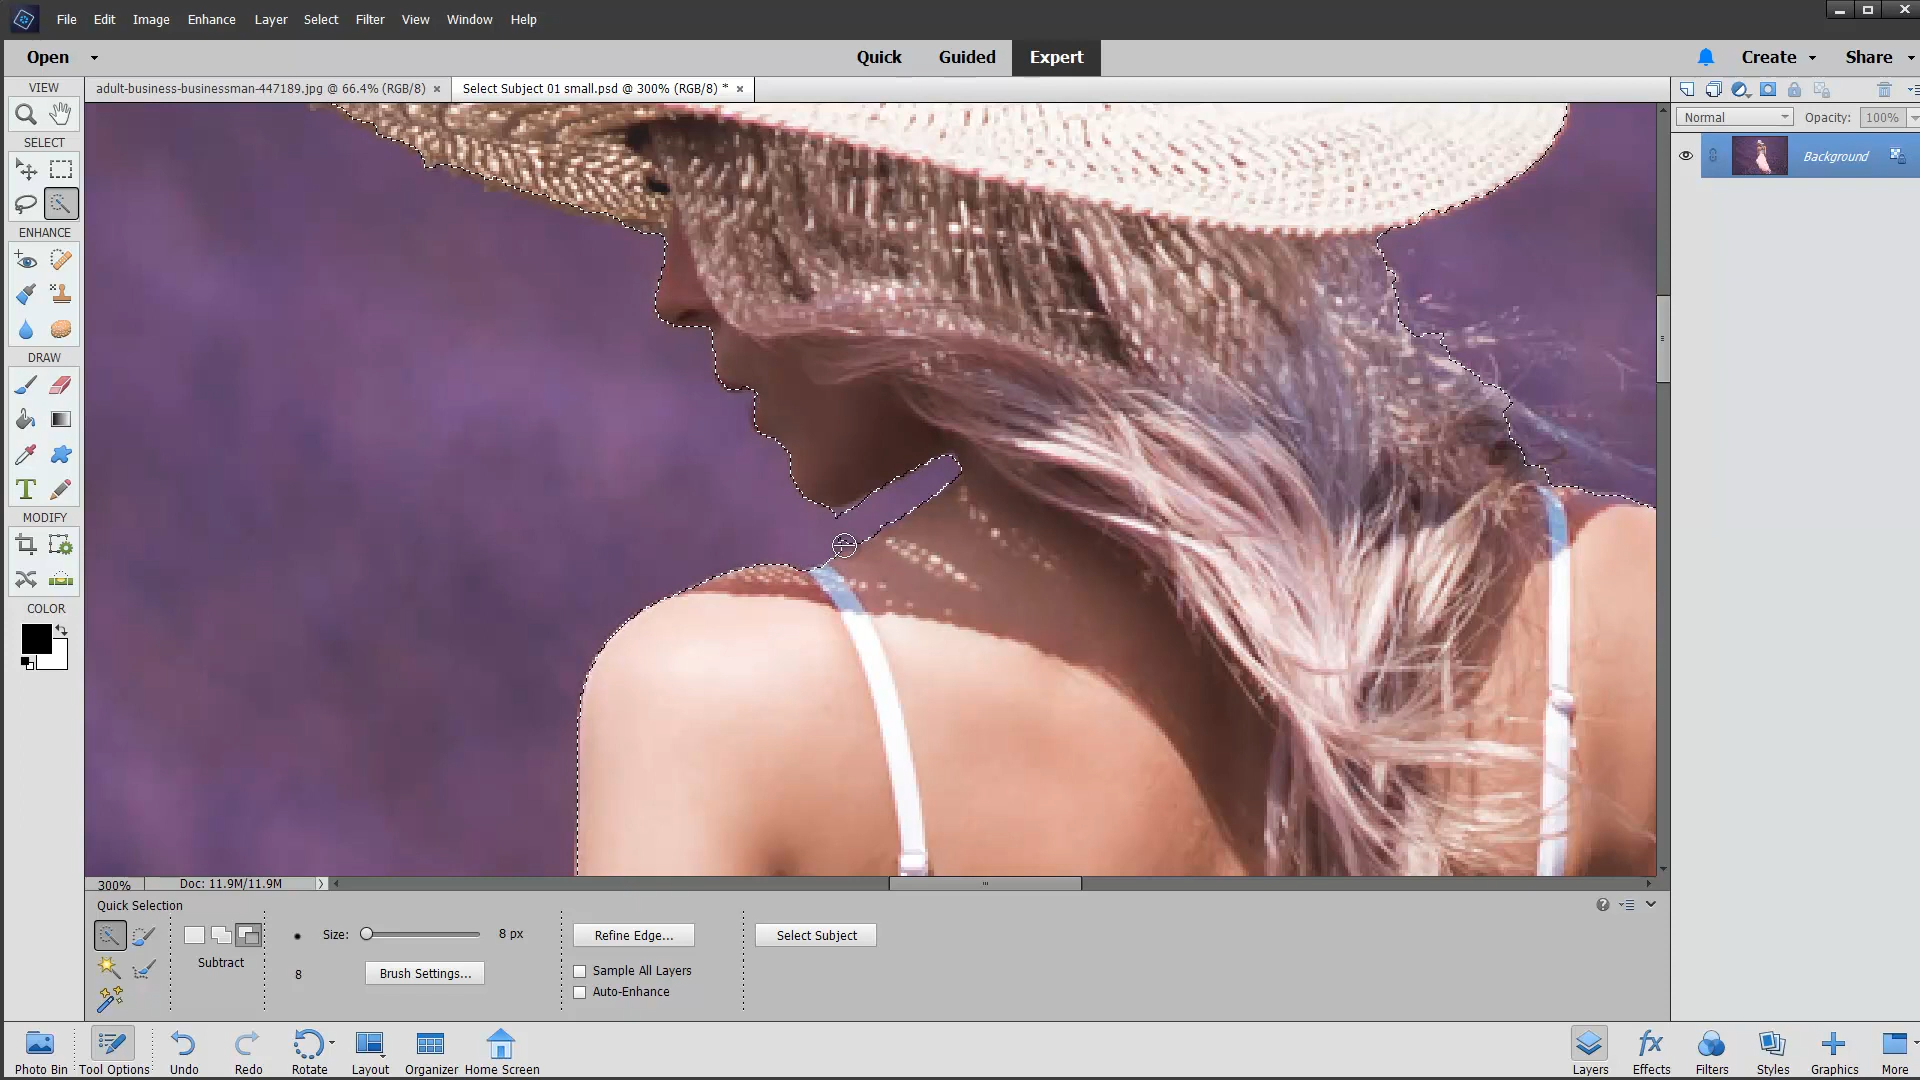 File Edit Image Enhance Layer Select Filter View Window Help
Open Quick Guided Expert Create Share
VIEW adult-business-businessman-447189.jpg @ 66.4% (RGB/8) × Select Subject 01 small.psd @ 300% (RGB/8) * ×
Normal Opacity: 100%
SELECT
Background
ENHANCE
DRAW
T
MODIFY
COLOR
300% Doc: 11.9M/11.9M
Quick Selection
Size: 8 px Refine Edge... Select Subject
Subtract
8 Brush Settings... Sample All Layers
Auto-Enhance
Photo Bin Tool Options Undo Redo Rotate Layout Organizer Home Screen fx Layers Effects Filters Styles Graphics More